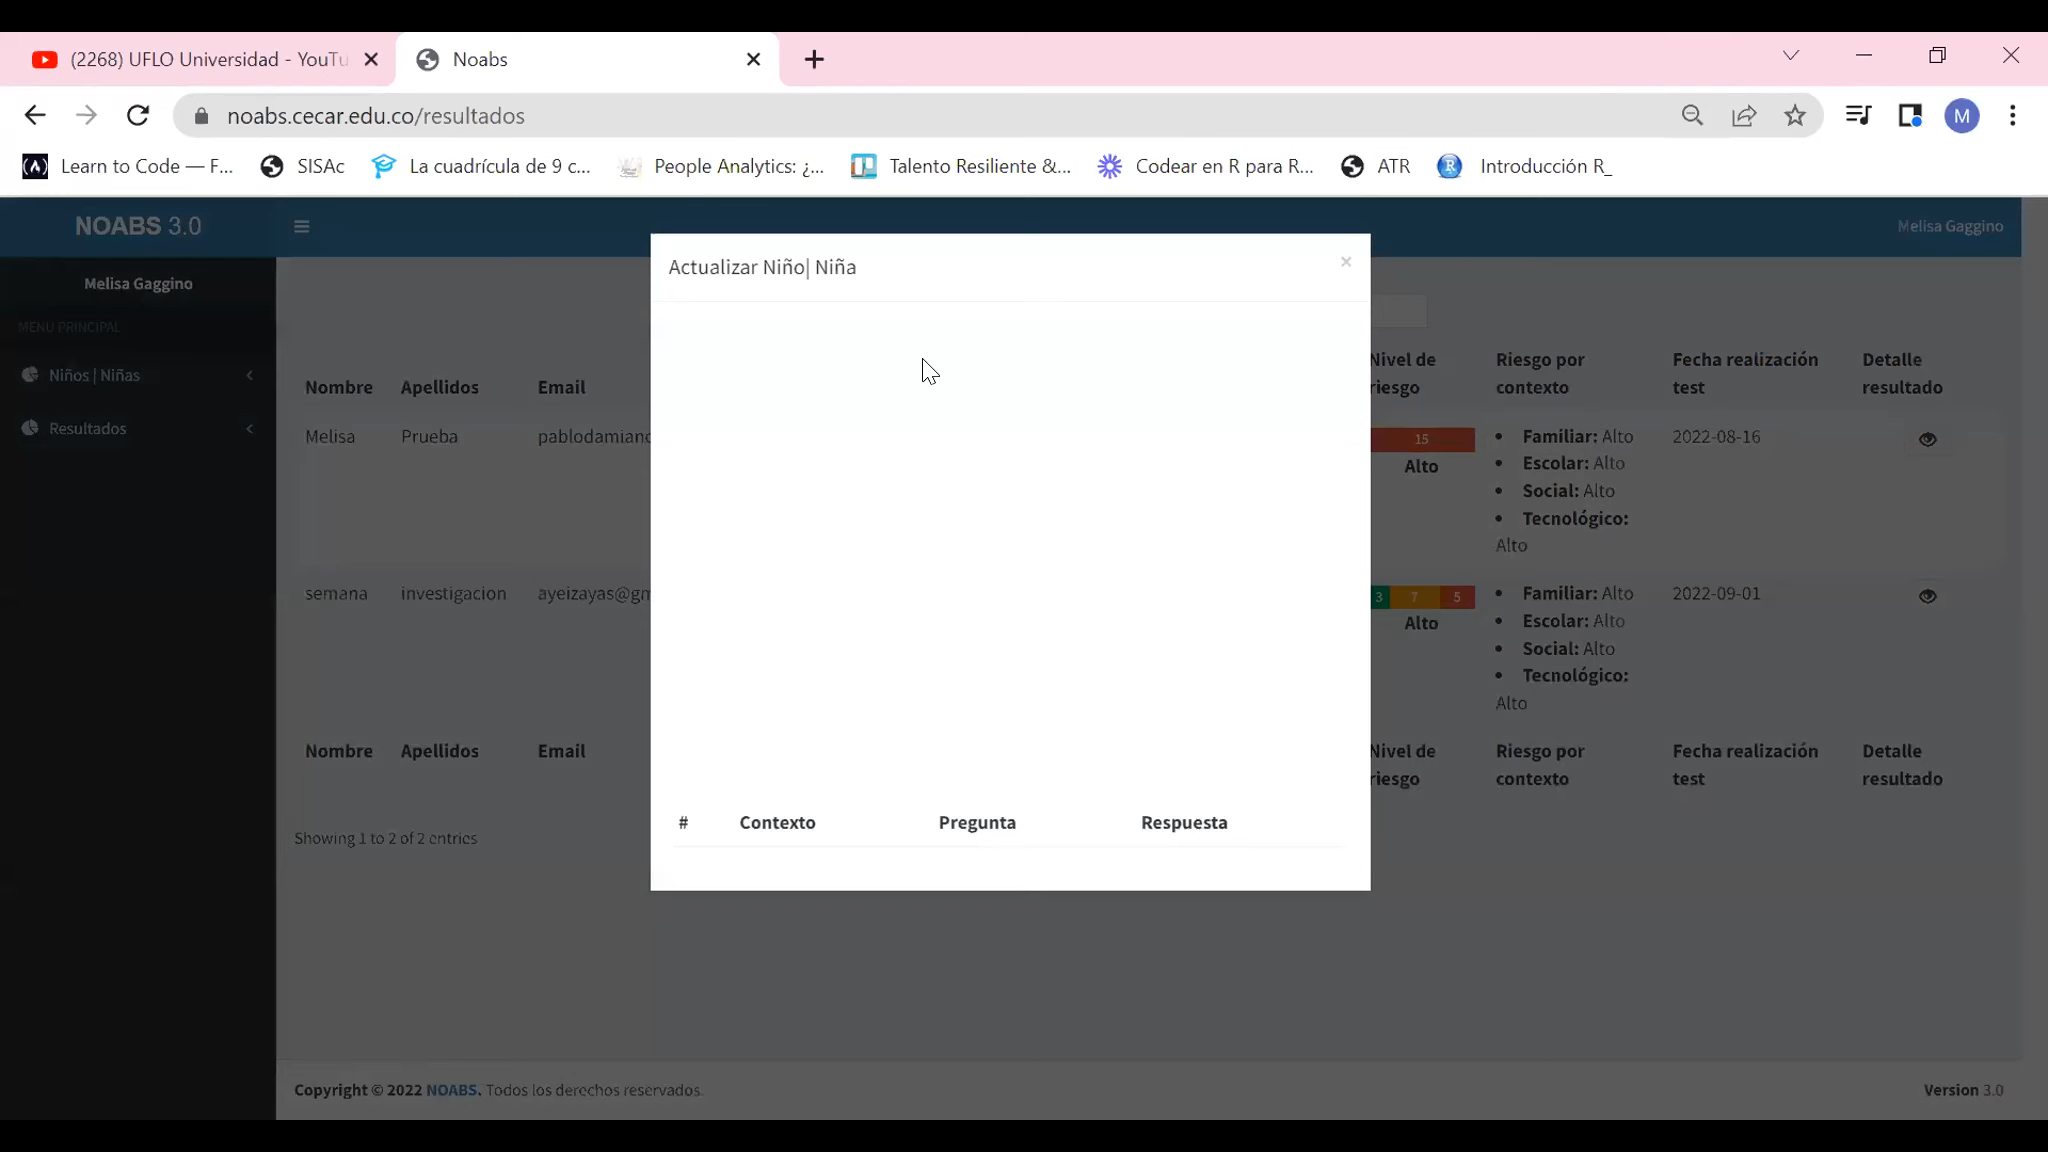 (2268) UFLO Universidad - YouTu
Noabs
noabs.cecar.edu.co/resultados
M
Learn to Code — F...
SISAc
La cuadrícula de 9 c...
People Analytics: ¿...
Talento Resiliente &...
Codear en R para R...
ATR
Introducción R_
NOABS 3.0
Melisa Gaggino
Melisa Gaggino
MENU PRINCIPAL
Niños | Niñas
Resultados
Actualizar Niño| Niña
×
Nombre
Apellidos
Email
Nivel de
riesgo
Riesgo por
contexto
Fecha realización
test
Detalle
resultado
Melisa
Prueba
pablodamianc
15
Alto
Familiar: Alto
Escolar: Alto
Social: Alto
Tecnológico:
Alto
2022-08-16
semana
investigacion
ayeizayas@gm
3 7 5
Alto
Familiar: Alto
Escolar: Alto
Social: Alto
Tecnológico:
Alto
2022-09-01
Nombre
Apellidos
Email
Nivel de
riesgo
Riesgo por
contexto
Fecha realización
test
Detalle
resultado
# Contexto Pregunta Respuesta
Showing 1 to 2 of 2 entries
Copyright © 2022 NOABS. Todos los derechos reservados.
Version 3.0